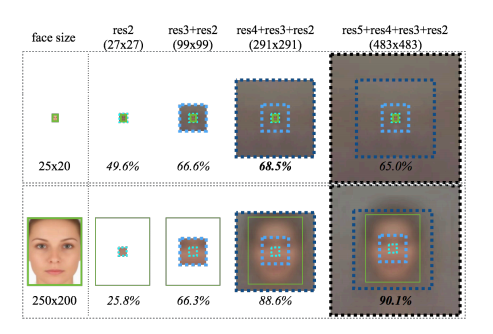 face size res2 res3+res2 res4+res3+res2 res5+res4+res3+res2
(27x27) (99x99) (291x291) (483x483)
25x20 49.6% 66.6% 68.5% 65.0%
250x200 25.8% 66.3% 88.6% 90.1%